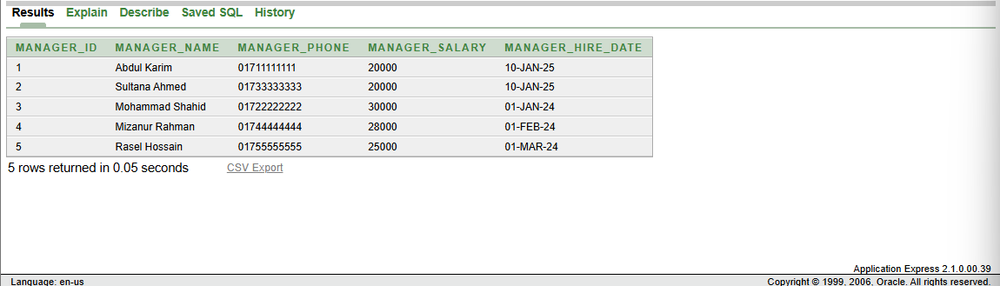 Results Explain Describe Saved SQL History
MANAGER_ID MANAGER_NAME MANAGER_PHONE MANAGER_SALARY MANAGER_HIRE_DATE
1 Abdul Karim 01711111111 20000 10-JAN-25
2 Sultana Ahmed 01733333333 20000 10-JAN-25
3 Mohammad Shahid 01722222222 30000 01-JAN-24
4 Mizanur Rahman 01744444444 28000 01-FEB-24
5 Rasel Hossain 01755555555 25000 01-MAR-24
5 rows returned in 0.05 seconds CSV Export
Application Express 2.1.0.00.39
Language: en-us Copyright © 1999, 2006, Oracle. All rights reserved.